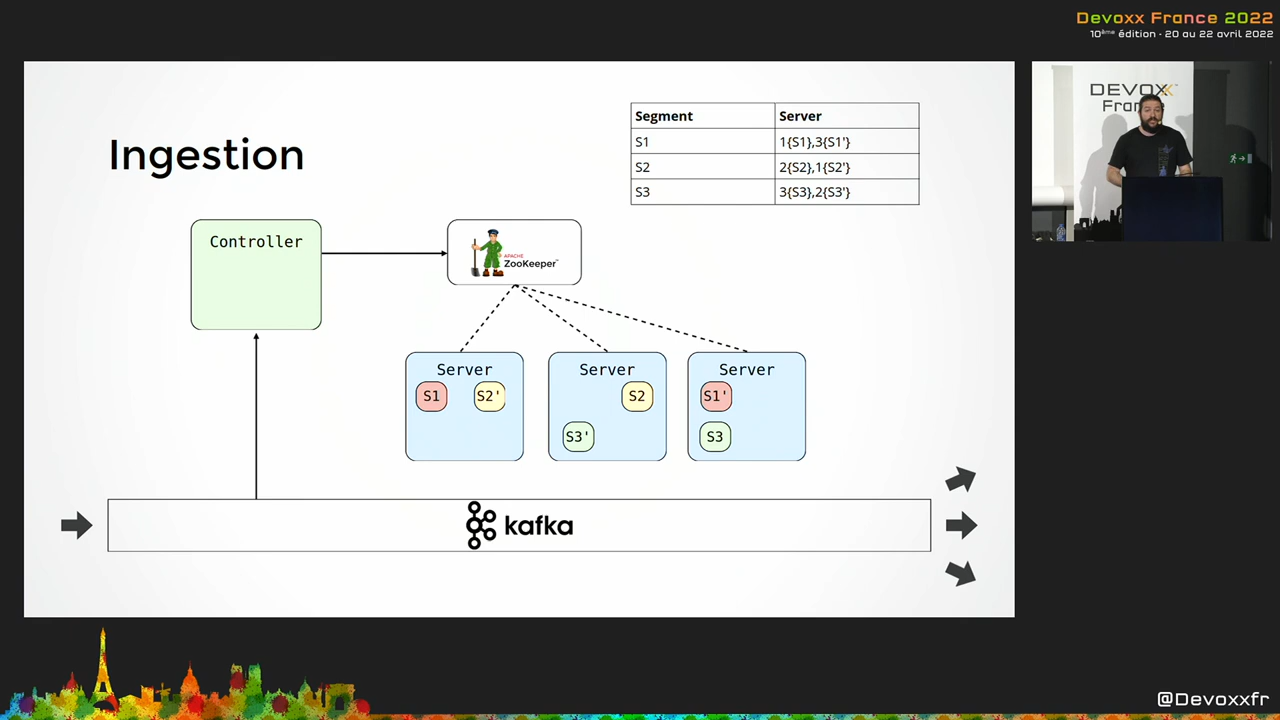 Devoxx France 2022
10ème édition - 20 au 22 avril 2022
DEVOXX
France
Ingestion
Segment Server
S1 1{S1},3{S1'}
S2 2{S2},1{S2'}
S3 3{S3},2{S3'}
Controller
APACHE
ZooKeeper™
Server Server Server
S1 S2' S2 S1'
S3' S3
kafka
@Devoxxfr